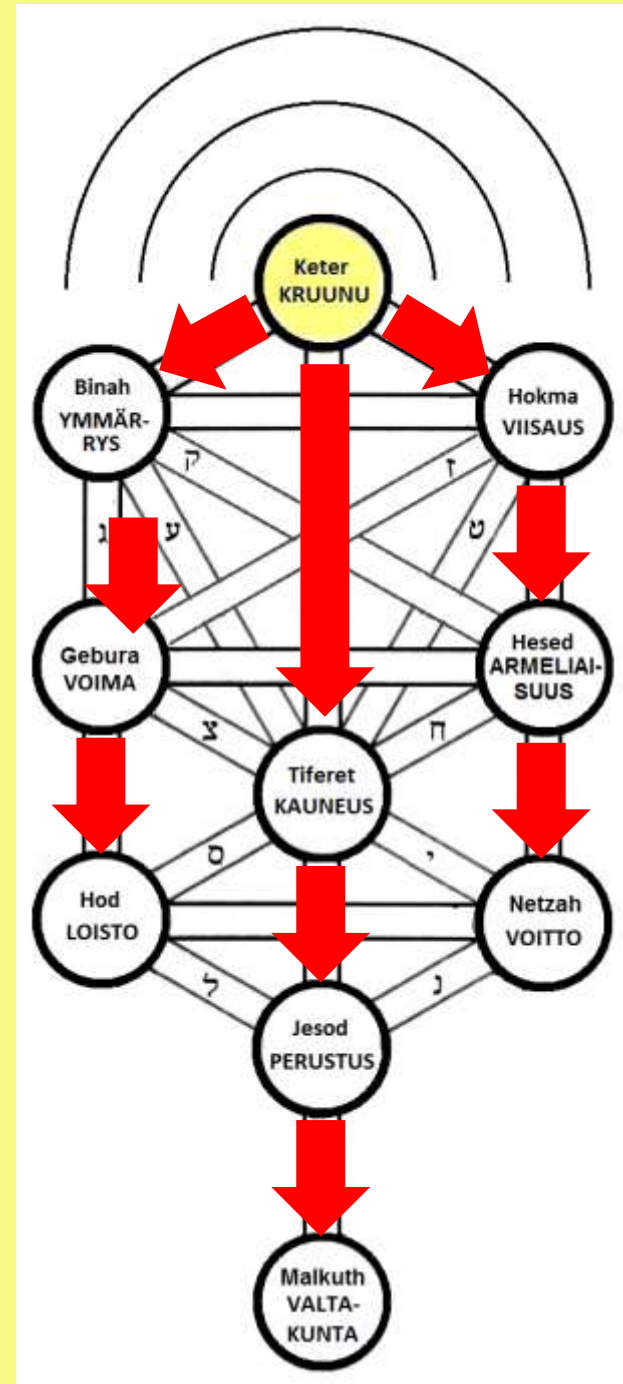 Keter
KRUUNU
Binah
YMMÄR-
RYS
Hokma
VIISAUS
ק
ז
ג
ע
ט
Gebura
VOIMA
Hesed
ARMELIAI-
SUUS
צ
ח
Tiferet
KAUNEUS
ס
י
Hod
LOISTO
Netzah
VOITTO
ל
נ
Jesod
PERUSTUS
Malkuth
VALTA-
KUNTA